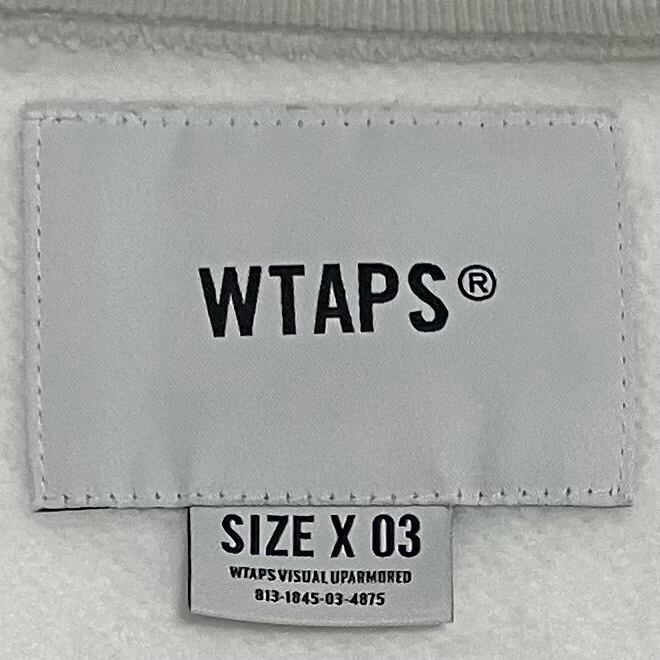 WTAPS®
SIZE X 03
WTAPS VISUAL UPARMORED
813-1845-03-4875